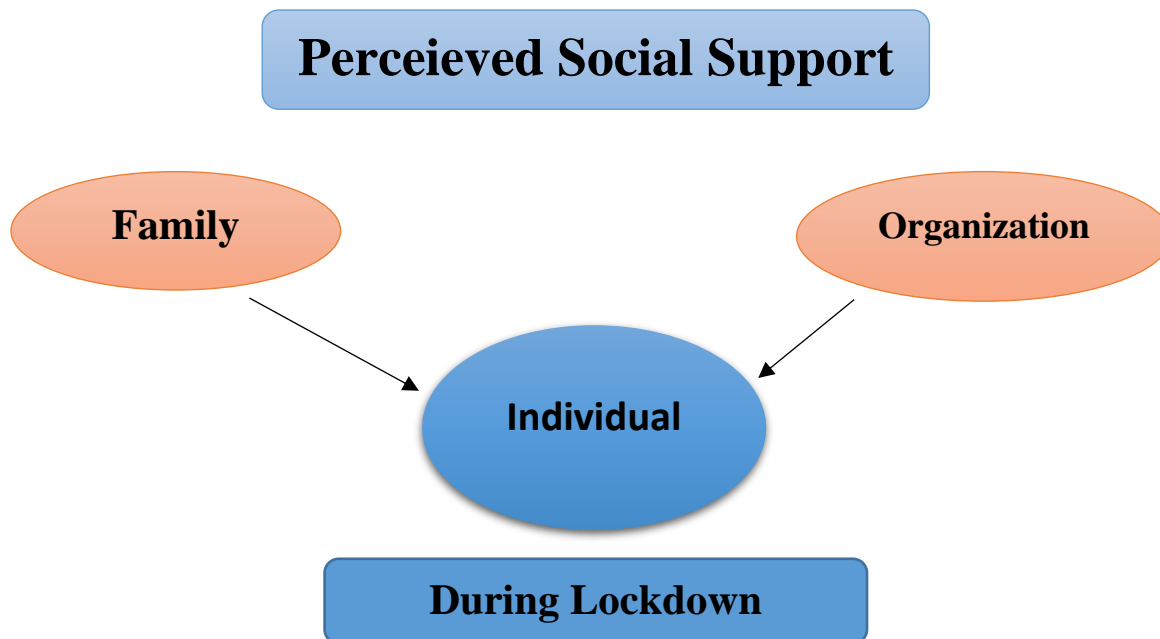 Perceieved Social Support
Family
Organization
Individual
During Lockdown